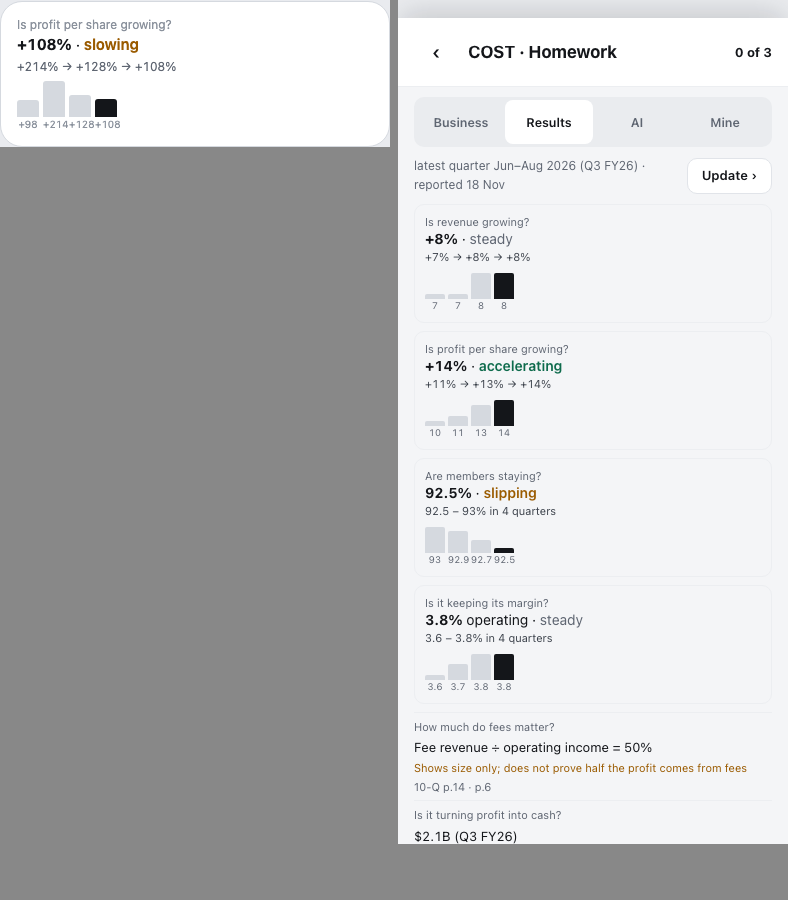 Is profit per share growing?
+108% · slowing
+214% → +128% → +108%
+98 +214+128+108
‹ COST · Homework 0 of 3
Business Results AI Mine
latest quarter Jun–Aug 2026 (Q3 FY26) ·
reported 18 Nov
Update ›
Is revenue growing?
+8% · steady
+7% → +8% → +8%
7 7 8 8
Is profit per share growing?
+14% · accelerating
+11% → +13% → +14%
10 11 13 14
Are members staying?
92.5% · slipping
92.5 – 93% in 4 quarters
93 92.9 92.7 92.5
Is it keeping its margin?
3.8% operating · steady
3.6 – 3.8% in 4 quarters
3.6 3.7 3.8 3.8
How much do fees matter?
Fee revenue ÷ operating income = 50%
Shows size only; does not prove half the profit comes from fees
10-Q p.14 · p.6
Is it turning profit into cash?
$2.1B (Q3 FY26)